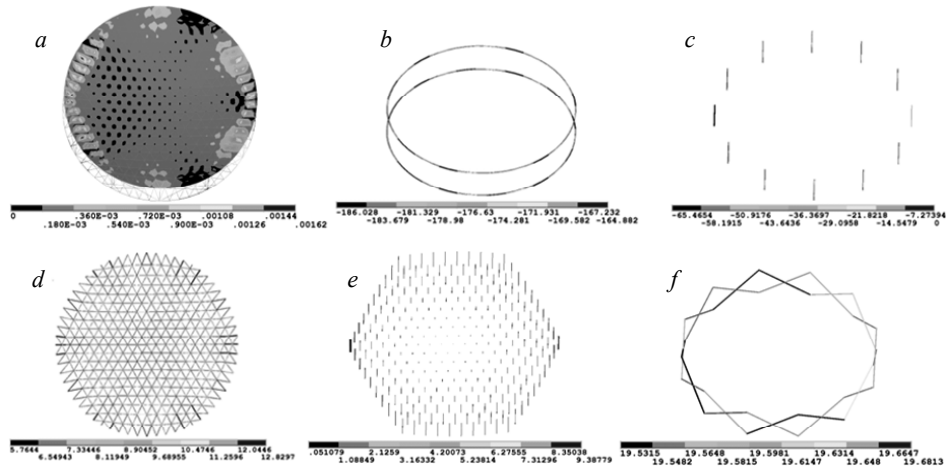 a
b
c
0 .360E-03 .720E-03 .00108 .00144
.180E-03 .540E-03 .900E-03 .00126 .00162
-186.028 -181.329 -176.63 -171.931 -167.232
-183.679 -178.98 -174.281 -169.582 -164.882
-65.4654 -50.9176 -36.3697 -21.8218 -7.27394
-58.1915 -43.6436 -29.0958 -14.5479 0
d
e
f
5.7644 7.33446 8.90452 10.4746 12.0446
6.54943 8.11949 9.68955 11.2596 12.8297
.051079 2.1259 4.20072 6.27555 8.35038
1.08849 3.16332 5.23814 7.31296 9.38779
19.5315 19.5648 19.5981 19.6314 19.6647
19.5482 19.5815 19.6147 19.648 19.6813